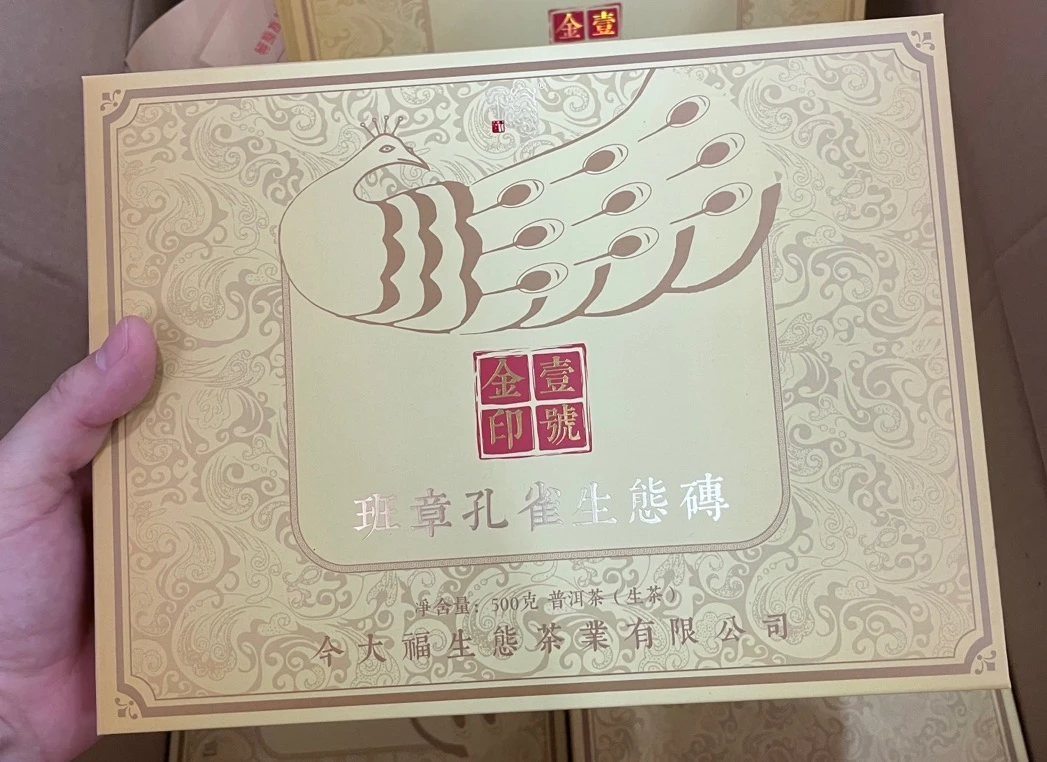 金壹
金壹
印號
班章孔雀生態磚
淨含量：500克 普洱茶（生茶）
今大福生態茶業有限公司